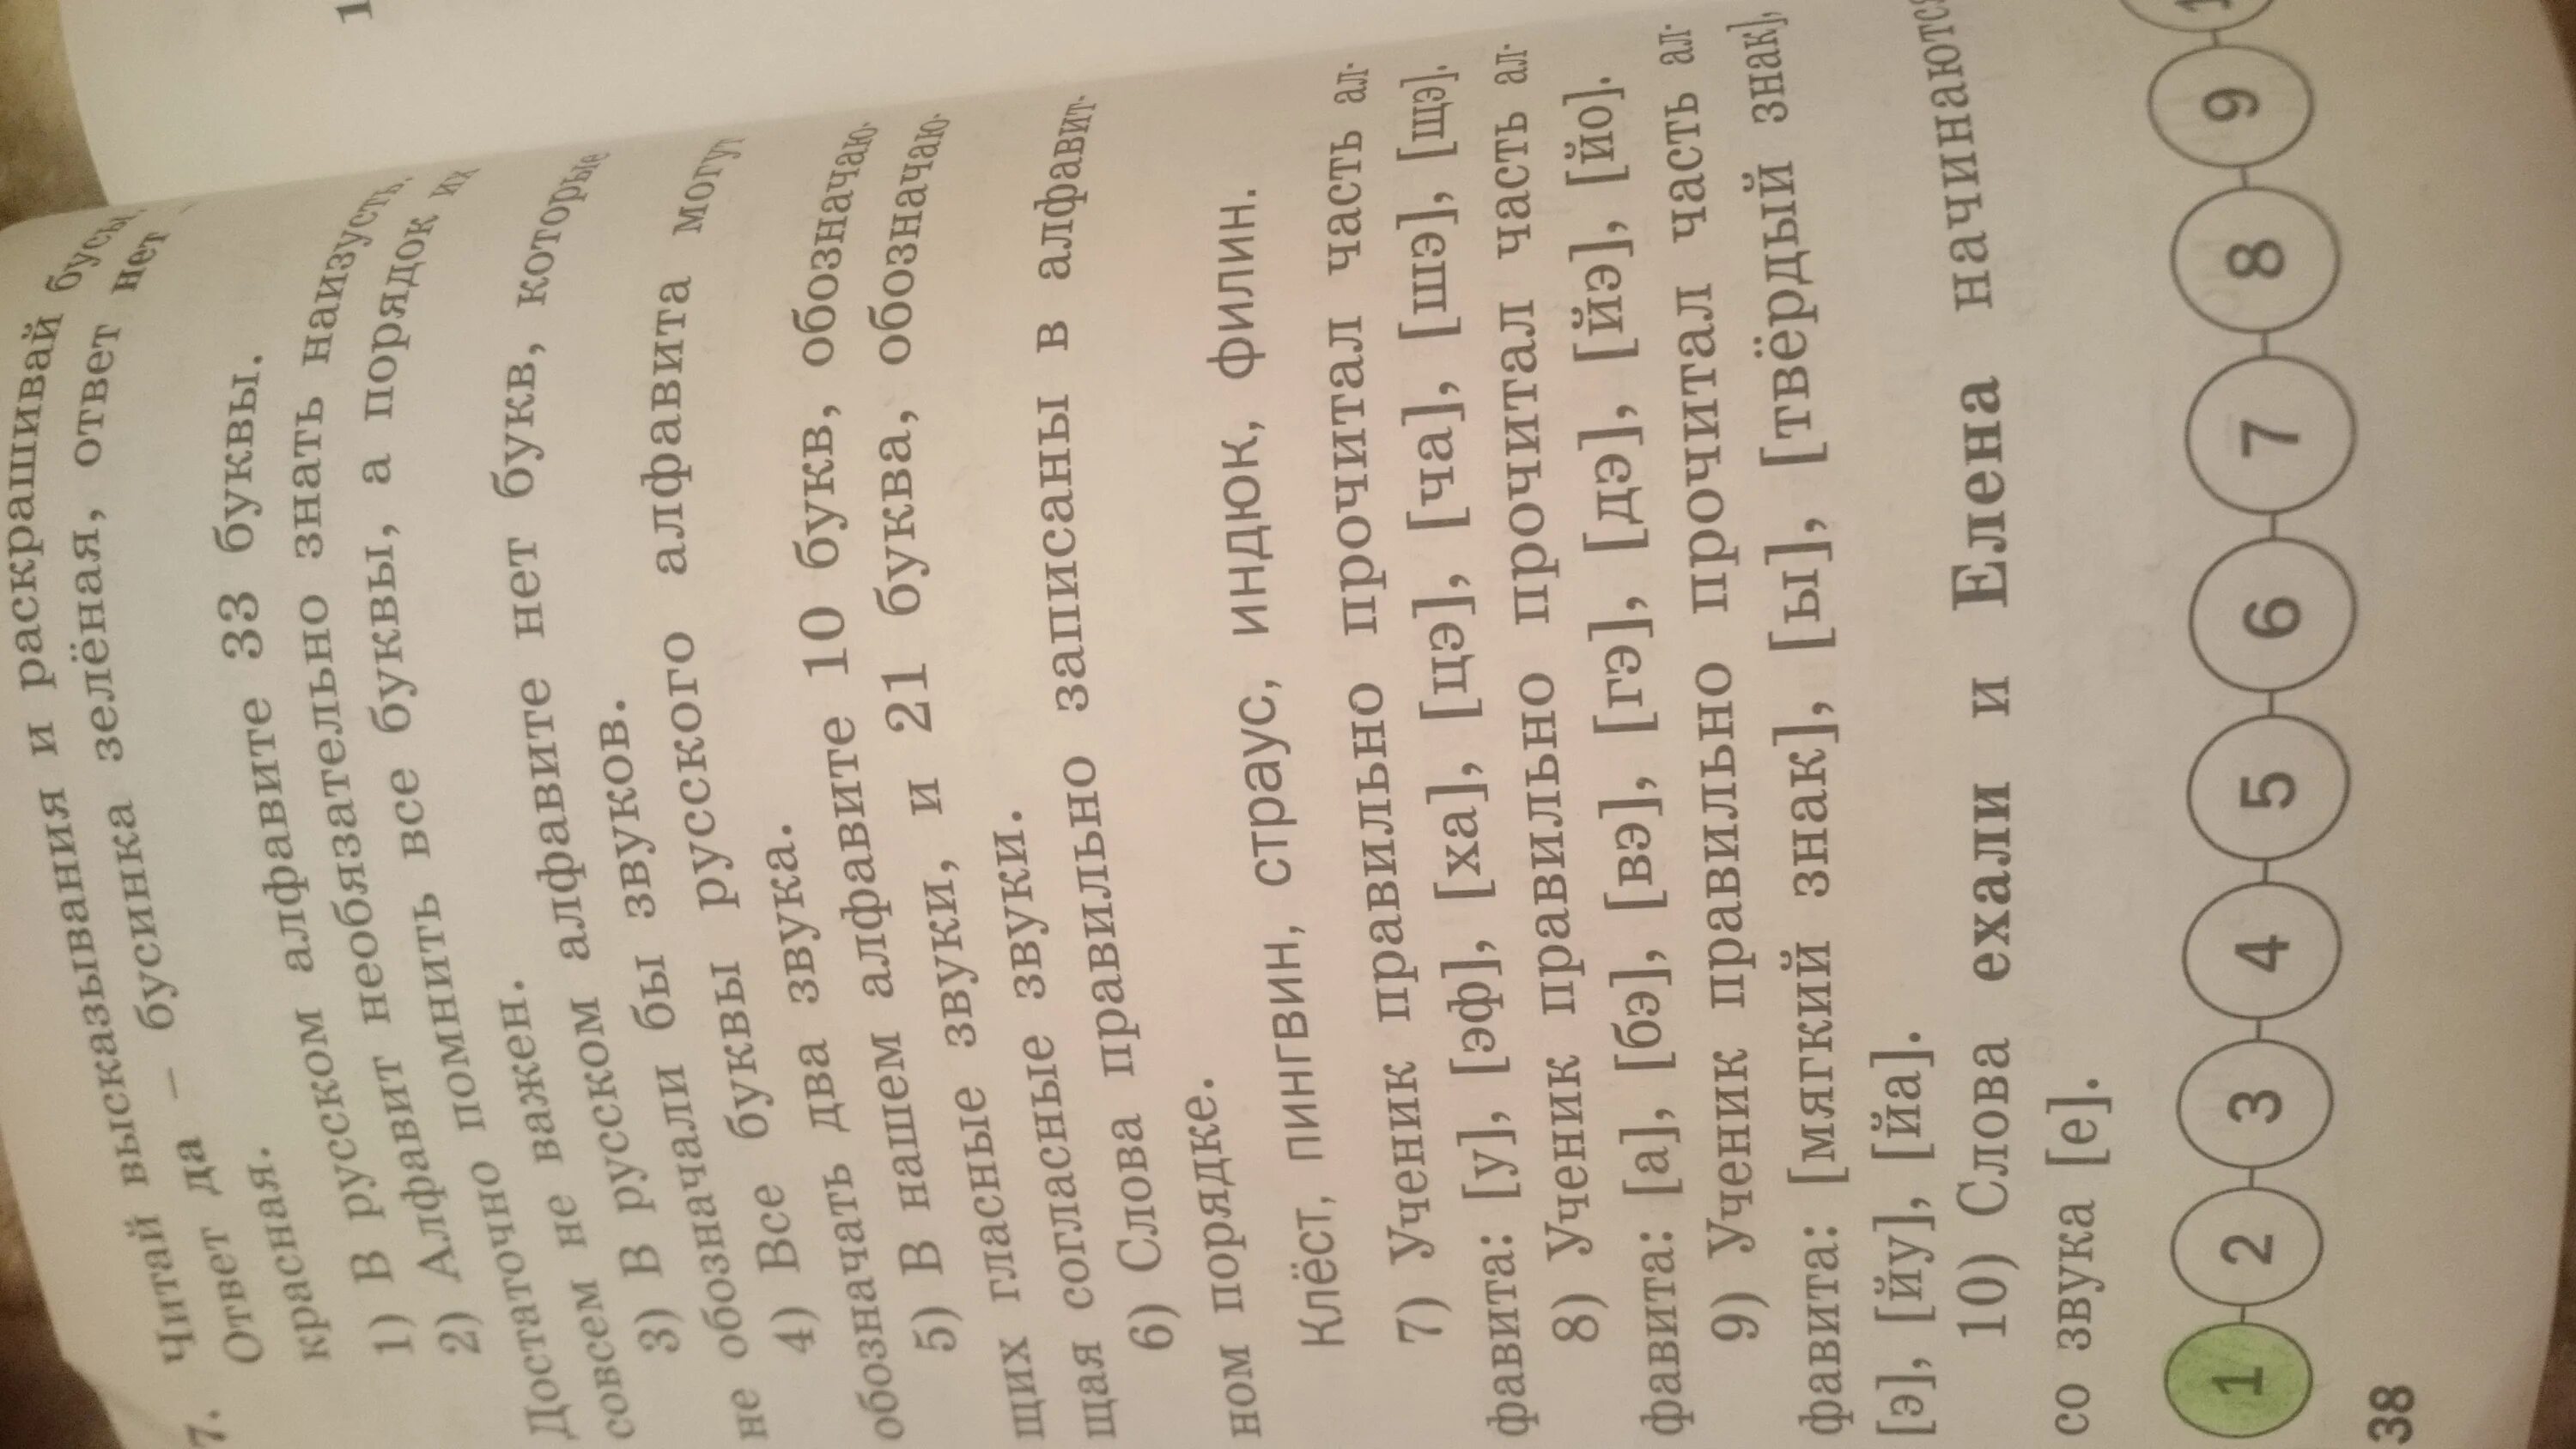 7. Читай высказывания и раскрашивай бусы.
Ответ да – бусинка зелёная, ответ нет –
красная.
1) В русском алфавите 33 буквы.
2) Алфавит необязательно знать наизусть.
Достаточно помнить все буквы, а порядок их
совсем не важен.
3) В русском алфавите нет букв, которые
не обозначали бы звуков.
4) Все буквы русского алфавита могут
обозначать два звука.
5) В нашем алфавите 10 букв, обозначаю-
щих гласные звуки, и 21 буква, обозначаю-
щая согласные звуки.
6) Слова правильно записаны в алфавит-
ном порядке.
Клёст, пингвин, страус, индюк, филин.
7) Ученик правильно прочитал часть ал-
фавита: [у], [эф], [ха], [цэ], [ча], [шэ], [щэ].
8) Ученик правильно прочитал часть ал-
фавита: [а], [бэ], [вэ], [гэ], [дэ], [йэ], [йо].
9) Ученик правильно прочитал часть ал-
фавита: [мягкий знак], [ы], [твёрдый знак],
[э], [йу], [йа].
10) Слова ехали и Елена начинаются
со звука [е].
1 2 3 4 5 6 7 8 9
38